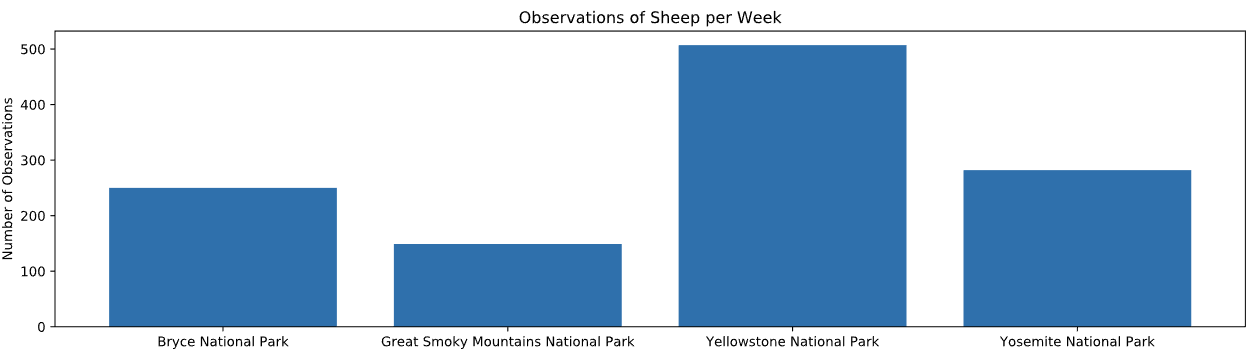 Observations of Sheep per Week
Number of Observations
500
400
300
200
100
0
Bryce National Park
Great Smoky Mountains National Park
Yellowstone National Park
Yosemite National Park